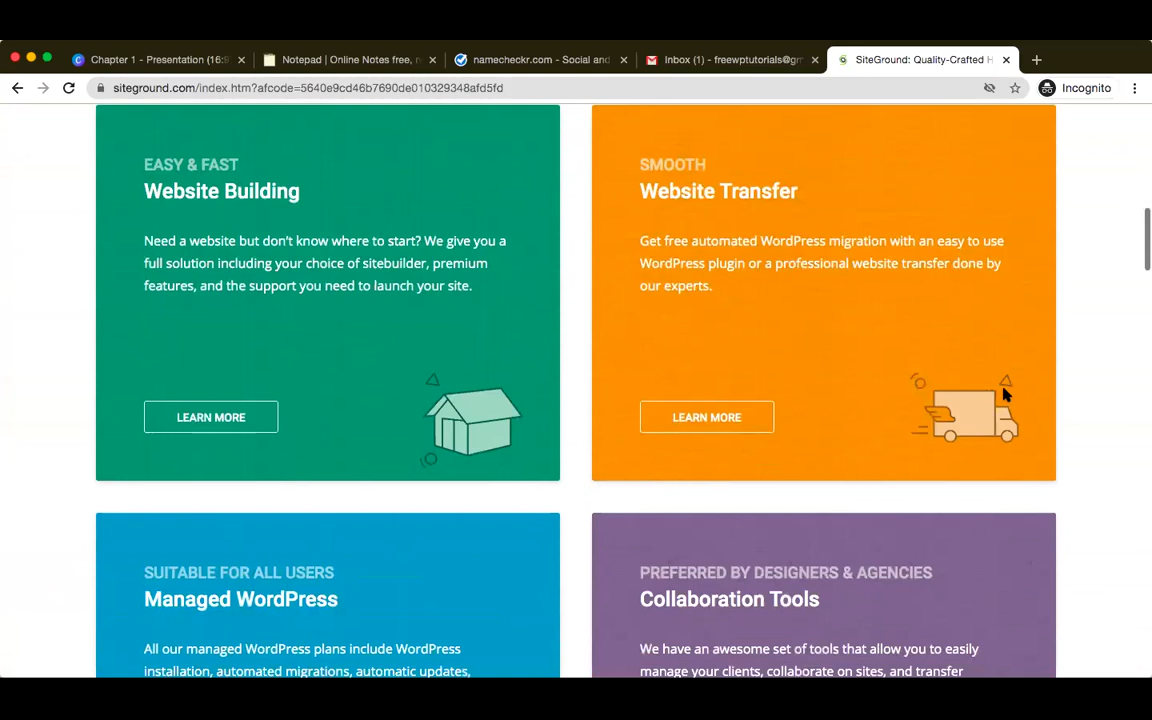 Chapter 1 - Presentation (16:9
Notepad | Online Notes free, n
namecheckr.com - Social and
Inbox (1) - freewptutorials@gm
SiteGround: Quality-Crafted H
siteground.com/index.htm?afcode=5640e9cd46b7690de010329348afd5fd
Incognito
EASY & FAST
Website Building
Need a website but don't know where to start? We give you a
full solution including your choice of sitebuilder, premium
features, and the support you need to launch your site.
LEARN MORE
SMOOTH
Website Transfer
Get free automated WordPress migration with an easy to use
WordPress plugin or a professional website transfer done by
our experts.
LEARN MORE
SUITABLE FOR ALL USERS
Managed WordPress
All our managed WordPress plans include WordPress
installation, automated migrations, automatic updates,
PREFERRED BY DESIGNERS & AGENCIES
Collaboration Tools
We have an awesome set of tools that allow you to easily
manage your clients, collaborate on sites, and transfer